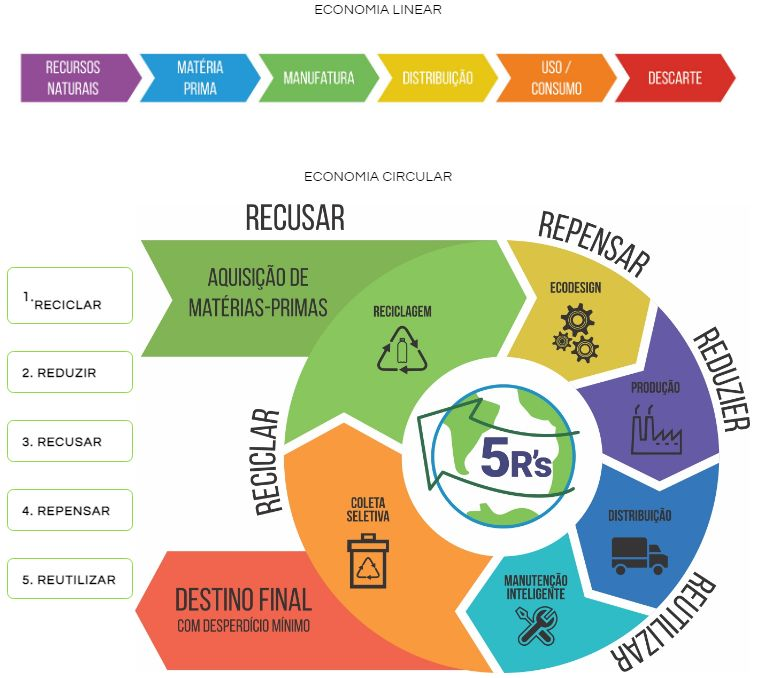 ECONOMIA LINEAR
RECURSOS
NATURAIS
MATÉRIA
PRIMA
MANUFATURA
DISTRIBUIÇÃO
USO /
CONSUMO
DESCARTE
ECONOMIA CIRCULAR
RECUSAR
REPENSAR
AQUISIÇÃO DE
MATÉRIAS-PRIMAS
RECICLAGEM
ECODESIGN
REDUZIER
PRODUÇÃO
1. RECICLAR
2. REDUZIR
3. RECUSAR
4. REPENSAR
5. REUTILIZAR
RECICLAR
5R's
COLETA
SELETIVA
DISTRIBUIÇÃO
MANUTENÇÃO
INTELIGENTE
REUTILIZAR
DESTINO FINAL
COM DESPERDÍCIO MÍNIMO